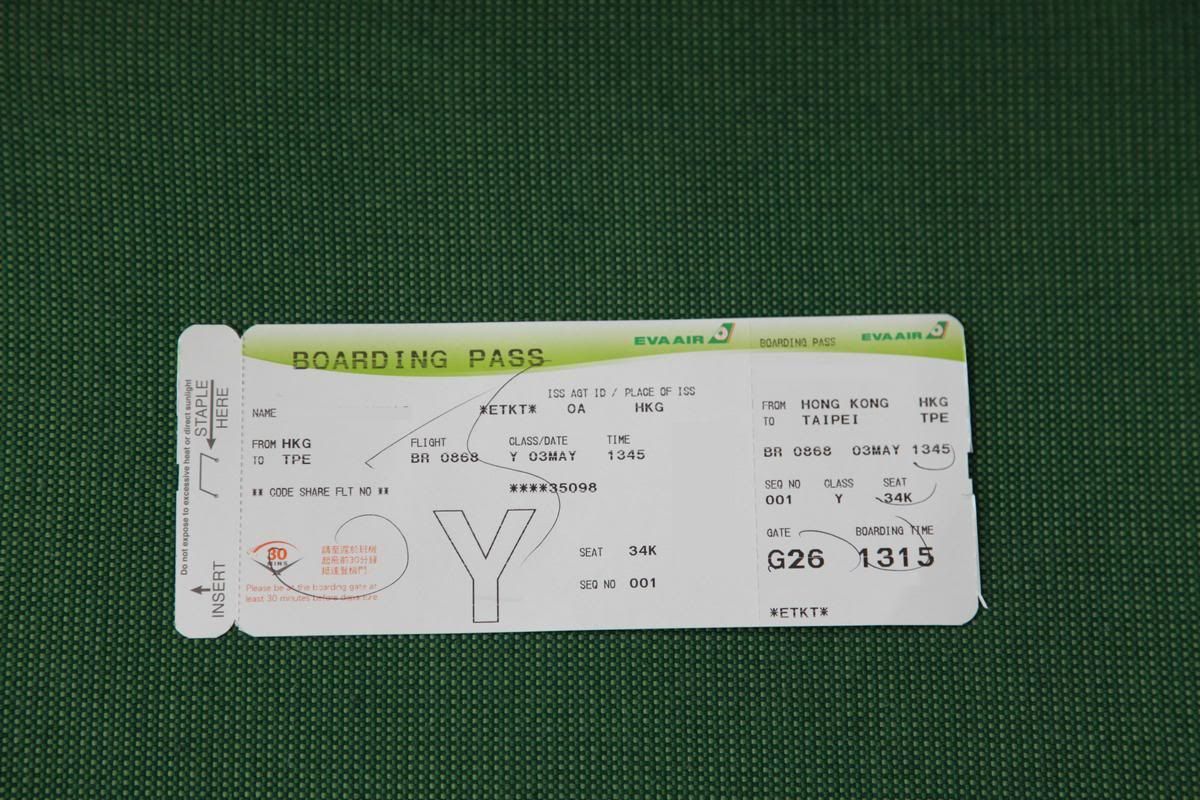 Do not expose to excessive heat or direct sunlight
STAPLE
HERE
INSERT
BOARDING PASS
EVA AIR
ISS AGT ID / PLACE OF ISS
NAME *ETKT* OA HKG
FROM HKG FLIGHT CLASS/DATE TIME
TO TPE BR 0868 Y 03MAY 1345
** CODE SHARE FLT NO ** ****35098
Y
30
MINS
請至遲於班機
起飛前30分鐘
抵達登機門
Please be at the boarding gate at
least 30 minutes before departure
SEAT 34K
SEQ NO 001
BOARDING PASS EVA AIR
FROM HONG KONG HKG
TO TAIPEI TPE
BR 0868 03MAY 1345
SEQ NO CLASS SEAT
001 Y 34K
GATE BOARDING TIME
G26 1315
*ETKT*